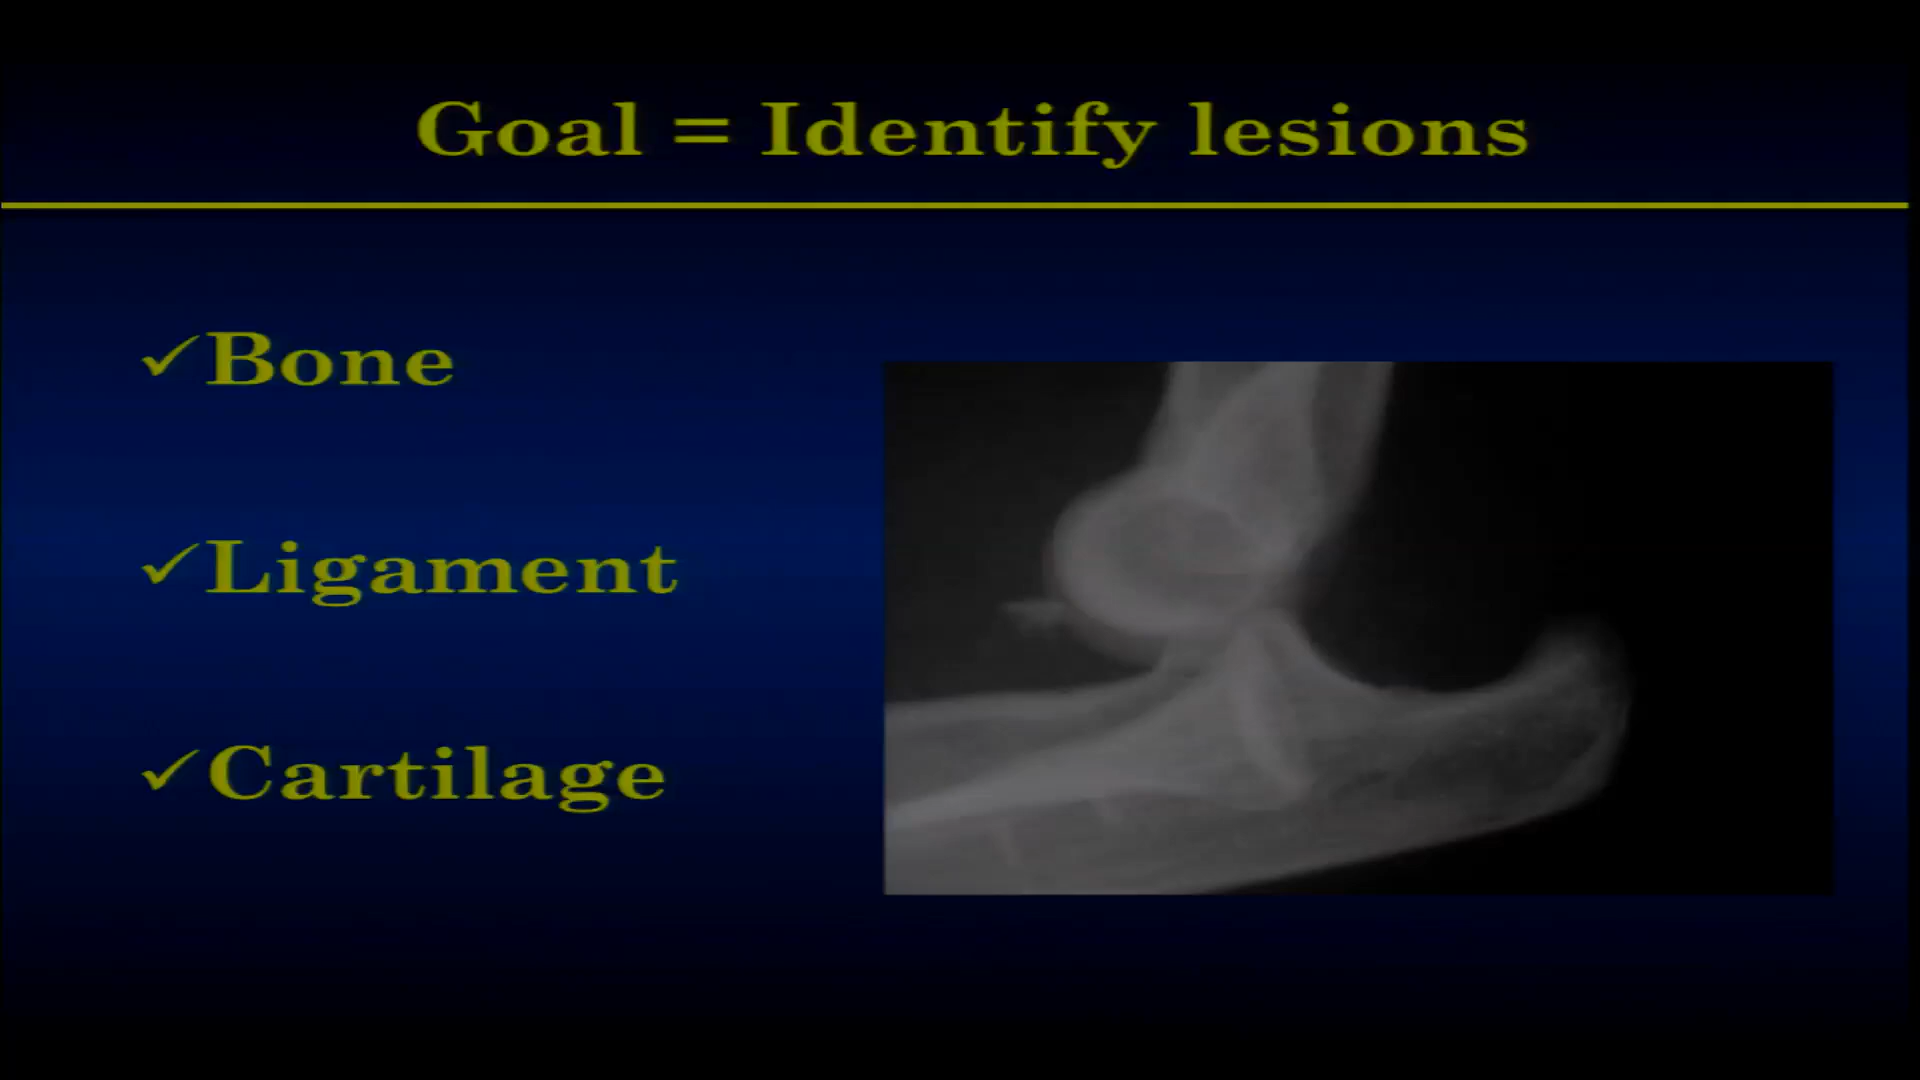 Goal = Identify lesions
✓Bone
✓Ligament
✓Cartilage